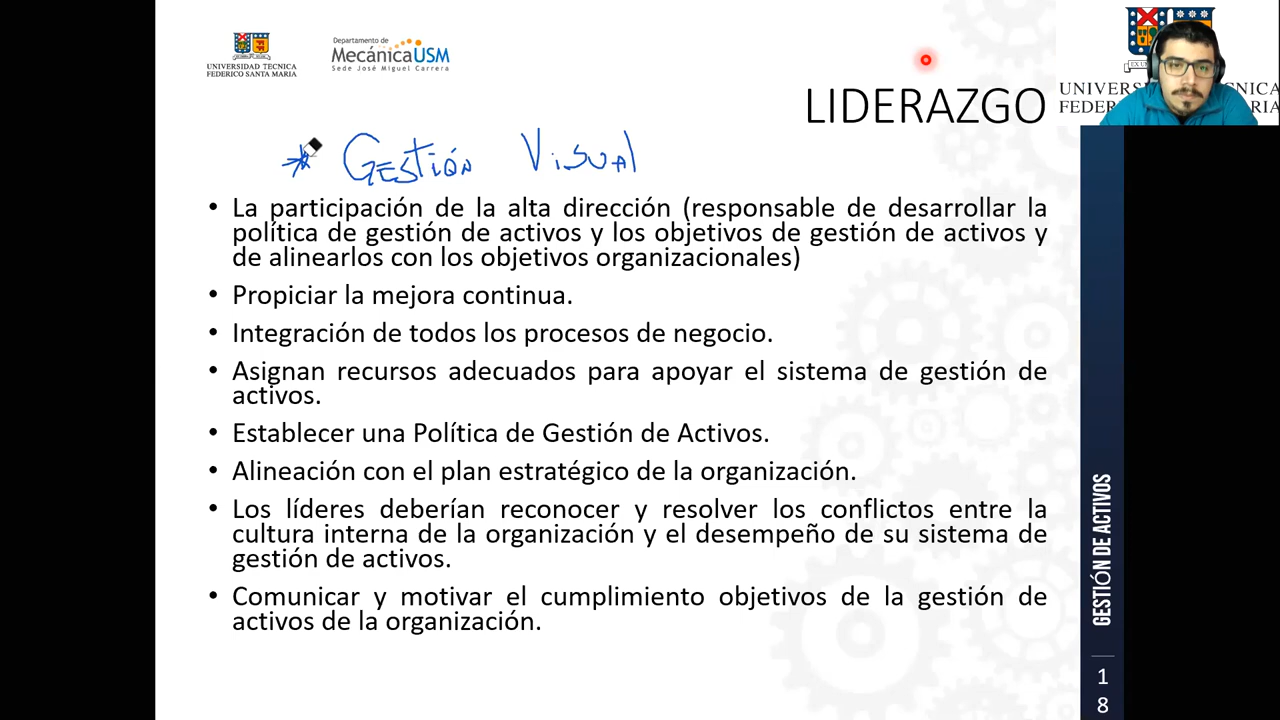 UNIVERSIDAD TECNICA
FEDERICO SANTA MARIA
Departamento de
MecánicaUSM
Sede José Miguel Carrera
LIDERAZGO
* GESTIÓN VISUAL
• La participación de la alta dirección (responsable de desarrollar la
política de gestión de activos y los objetivos de gestión de activos y
de alinearlos con los objetivos organizacionales)
• Propiciar la mejora continua.
• Integración de todos los procesos de negocio.
• Asignan recursos adecuados para apoyar el sistema de gestión de
activos.
• Establecer una Política de Gestión de Activos.
• Alineación con el plan estratégico de la organización.
• Los líderes deberían reconocer y resolver los conflictos entre la
cultura interna de la organización y el desempeño de su sistema de
gestión de activos.
• Comunicar y motivar el cumplimiento objetivos de la gestión de
activos de la organización.
GESTIÓN DE ACTIVOS
1
8